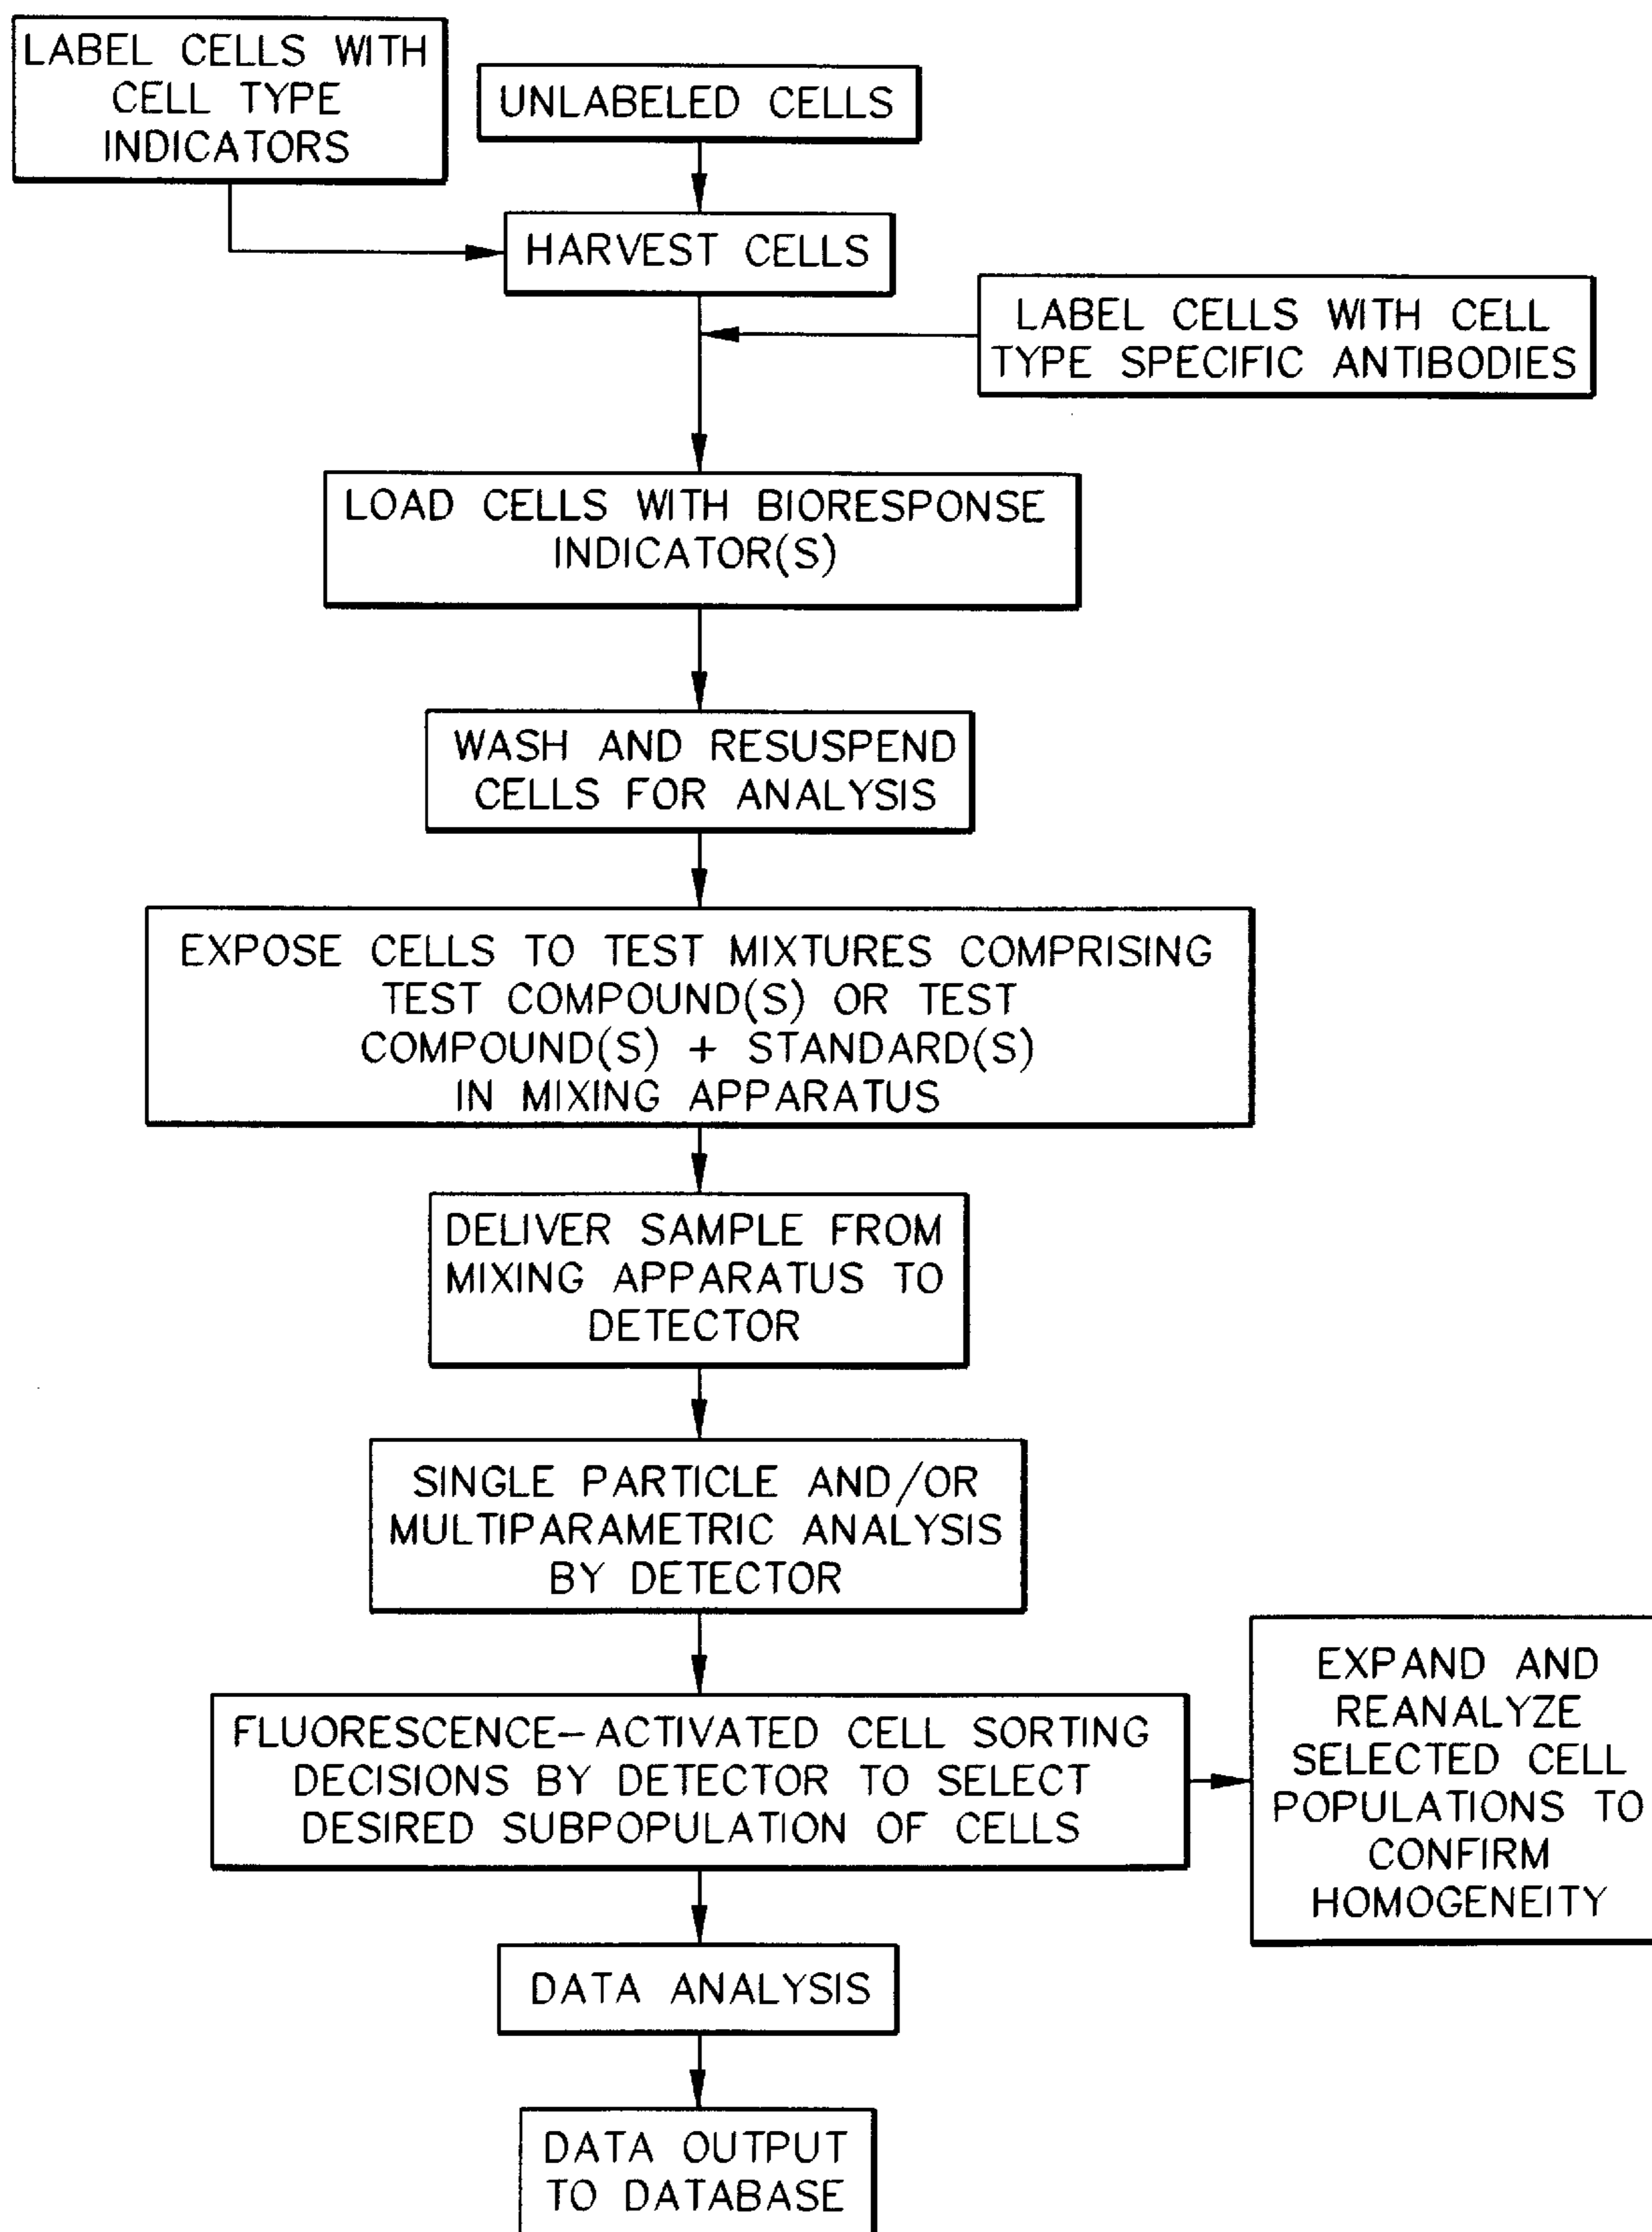 LABEL CELLS WITH
CELL TYPE
INDICATORS
UNLABELED CELLS
HARVEST CELLS
LABEL CELLS WITH CELL
TYPE SPECIFIC ANTIBODIES
LOAD CELLS WITH BIORESPONSE
INDICATOR(S)
WASH AND RESUSPEND
CELLS FOR ANALYSIS
EXPOSE CELLS TO TEST MIXTURES COMPRISING
TEST COMPOUND(S) OR TEST
COMPOUND(S) + STANDARD(S)
IN MIXING APPARATUS
DELIVER SAMPLE FROM
MIXING APPARATUS TO
DETECTOR
SINGLE PARTICLE AND/OR
MULTIPARAMETRIC ANALYSIS
BY DETECTOR
FLUORESCENCE-ACTIVATED CELL SORTING
DECISIONS BY DETECTOR TO SELECT
DESIRED SUBPOPULATION OF CELLS
EXPAND AND
REANALYZE
SELECTED CELL
POPULATIONS TO
CONFIRM
HOMOGENEITY
DATA ANALYSIS
DATA OUTPUT
TO DATABASE